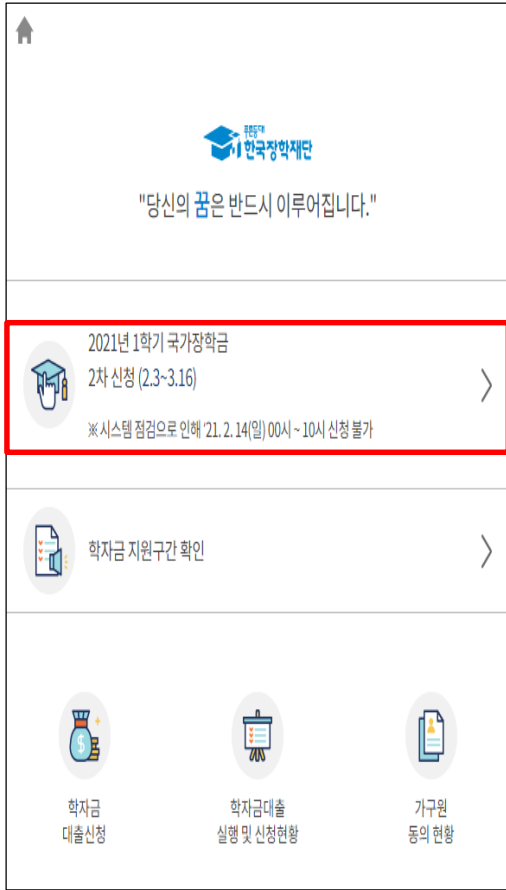 푸른등대
한국장학재단
"당신의 꿈은 반드시 이루어집니다."
2021년 1학기 국가장학금
2차 신청 (2.3~3.16)
※ 시스템 점검으로 인해 '21. 2. 14(일) 00시 ~ 10시 신청 불가
학자금 지원구간 확인
학자금
대출신청
학자금대출
실행 및 신청현황
가구원
동의 현황